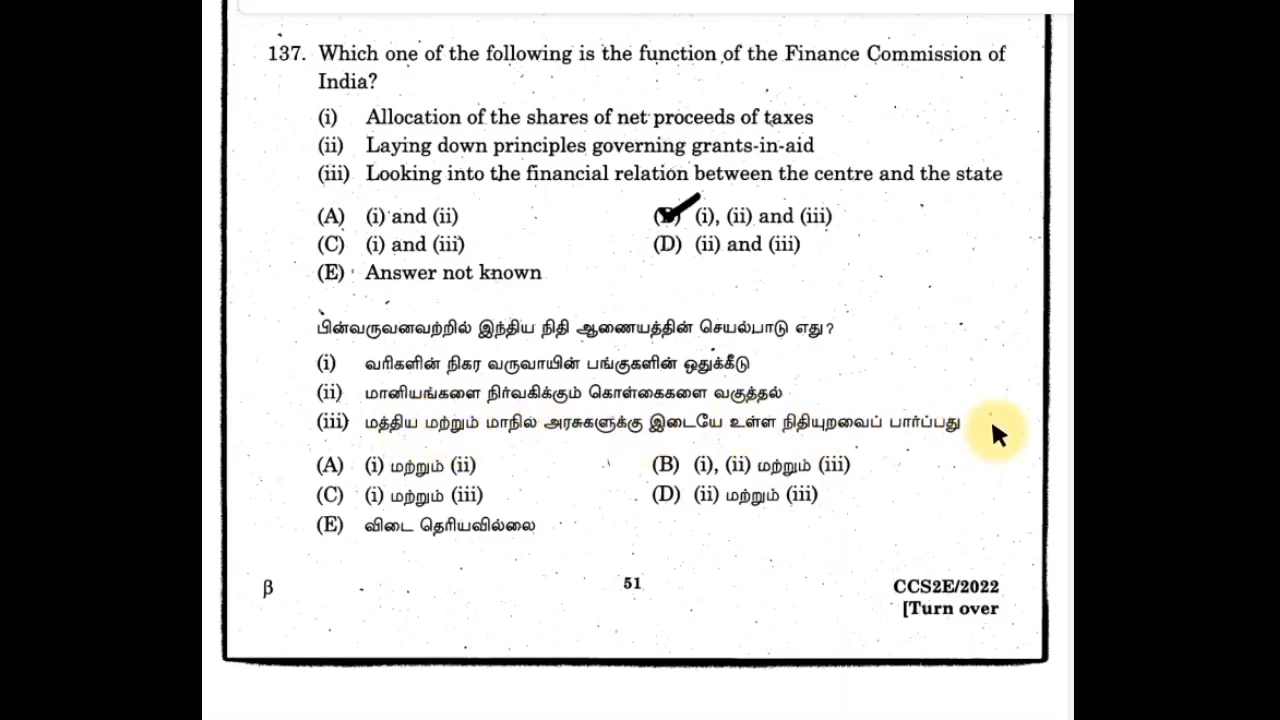 137. Which one of the following is the function of the Finance Commission of
India?
(i) Allocation of the shares of net proceeds of taxes
(ii) Laying down principles governing grants-in-aid
(iii) Looking into the financial relation between the centre and the state
(A) (i) and (ii) (B) (i), (ii) and (iii)
(C) (i) and (iii) (D) (ii) and (iii)
(E) Answer not known
பின்வருவனவற்றில் இந்திய நிதி ஆணையத்தின் செயல்பாடு எது?
(i) வரிகளின் நிகர வருவாயின் பங்குகளின் ஒதுக்கீடு
(ii) மானியங்களை நிர்வகிக்கும் கொள்கைகளை வகுத்தல்
(iii) மத்திய மற்றும் மாநில் அரசுகளுக்கு இடையே உள்ள நிதியுறவைப் பார்ப்பது
(A) (i) மற்றும் (ii) (B) (i), (ii) மற்றும் (iii)
(C) (i) மற்றும் (iii) (D) (ii) மற்றும் (iii)
(E) விடை தெரியவில்லை
β 51 CCS2E/2022
[Turn over